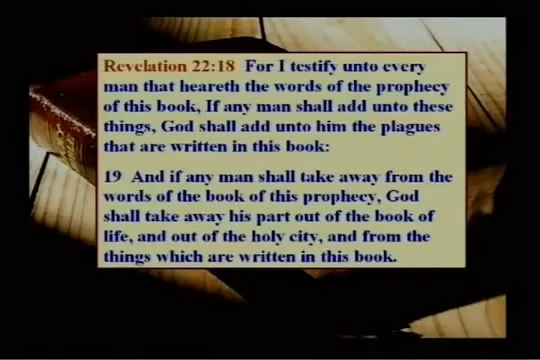 Revelation 22:18 For I testify unto every
man that heareth the words of the prophecy
of this book, If any man shall add unto these
things, God shall add unto him the plagues
that are written in this book:
19 And if any man shall take away from the
words of the book of this prophecy, God
shall take away his part out of the book of
life, and out of the holy city, and from the
things which are written in this book.